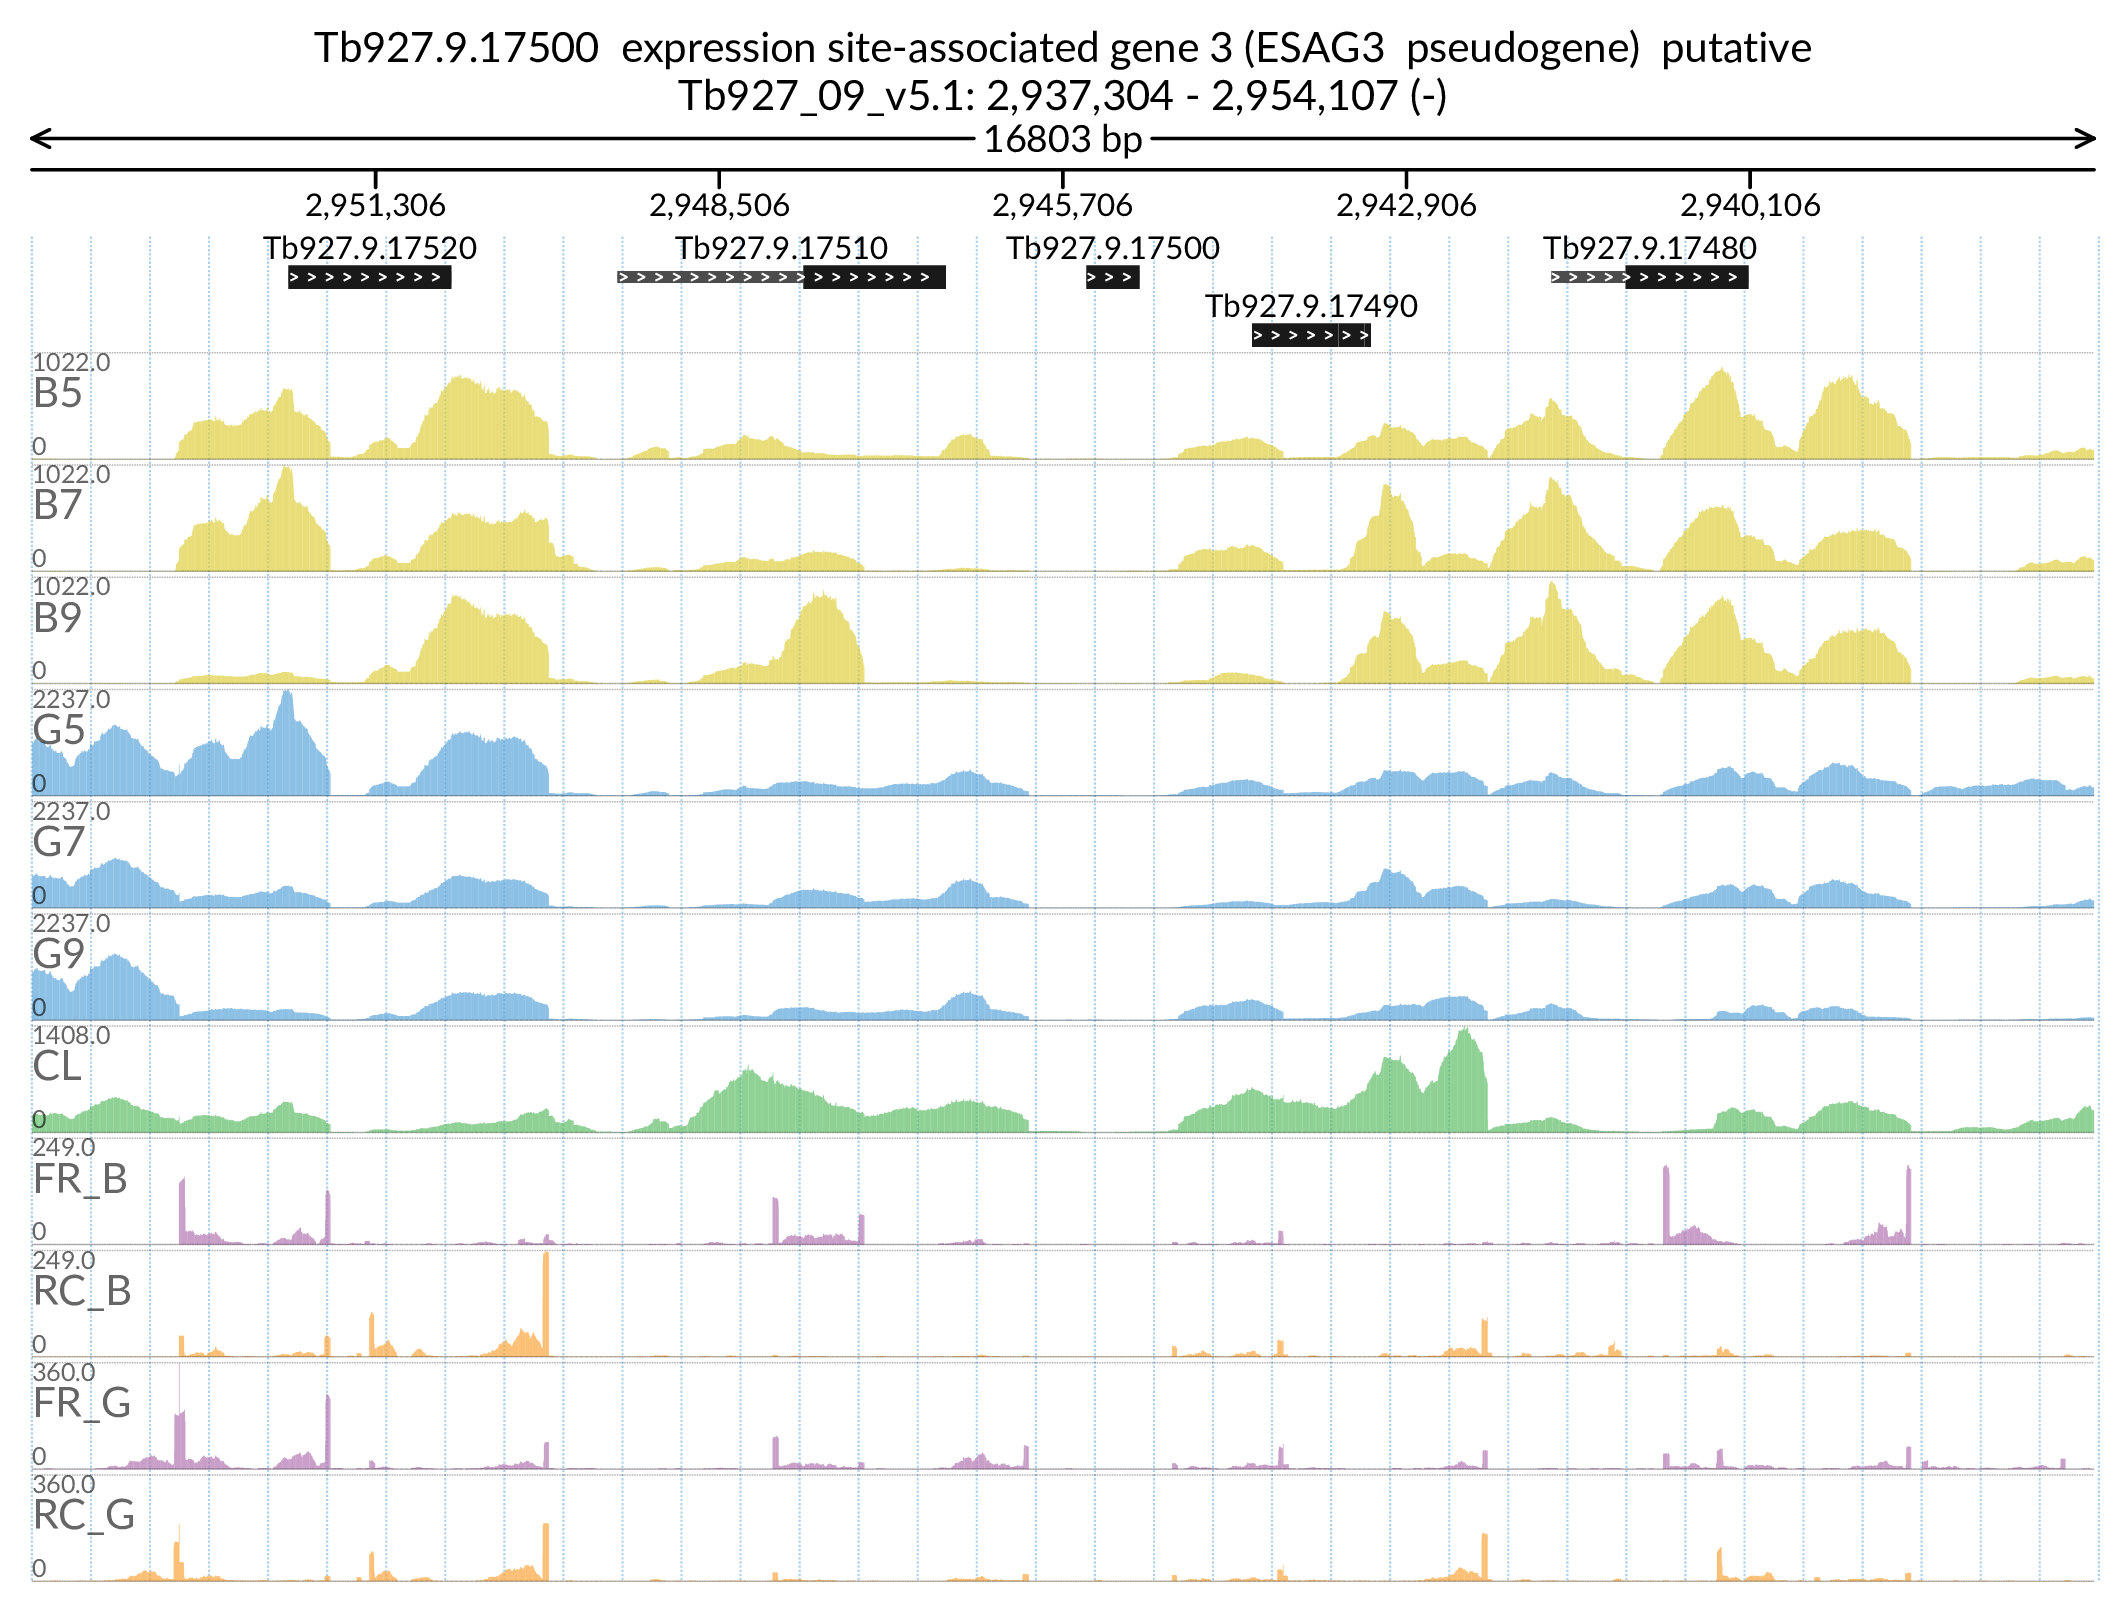 Tb927.9.17500 expression site-associated gene 3 (ESAG3 pseudogene) putative
Tb927_09_v5.1: 2,937,304 - 2,954,107 (-)
16803 bp
2,951,306 2,948,506 2,945,706 2,942,906 2,940,106
Tb927.9.17520 Tb927.9.17510 Tb927.9.17500 Tb927.9.17480
Tb927.9.17490
1022.0
B5
0
1022.0
B7
0
1022.0
B9
0
2237.0
G5
0
2237.0
G7
0
2237.0
G9
0
1408.0
CL
0
249.0
FR_B
0
249.0
RC_B
0
360.0
FR_G
0
360.0
RC_G
0